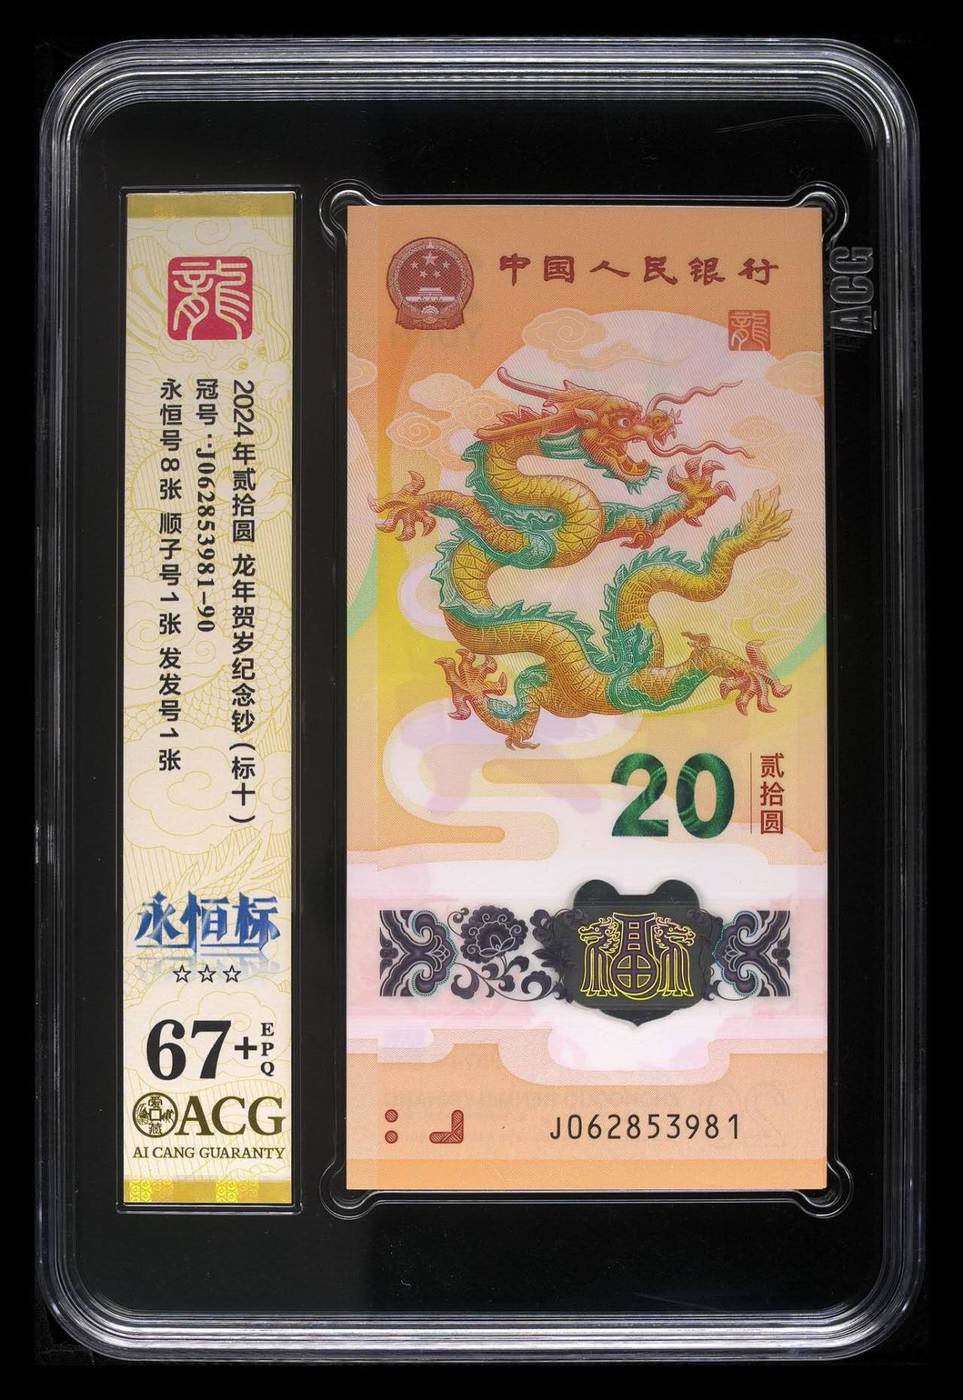 龍
2024年贰拾圆 龙年贺岁纪念钞(标十)
冠号:J062853981-90
永恒号8张 顺子号1张 发发号1张
永恒标
☆☆☆
67+
EPQ
ACG
AI CANG GUARANTY
中国人民银行
龍
20
贰拾圆
福
J062853981
ACG